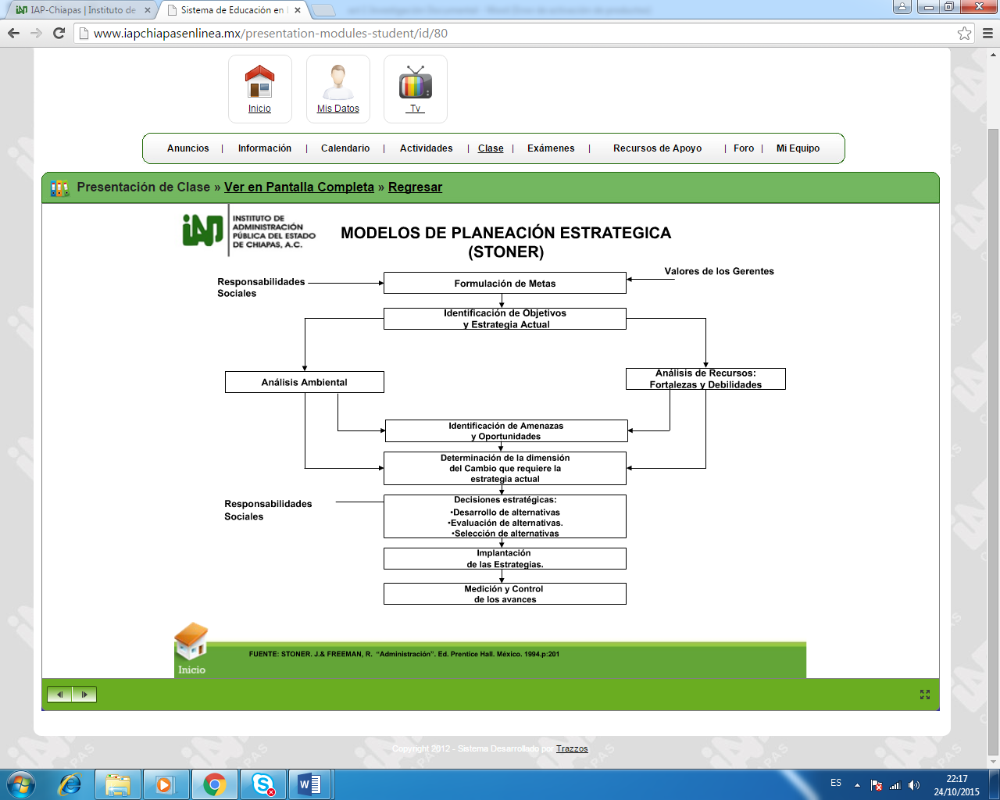 IAP-Chiapas | Instituto de
Sistema de Educación en
www.iapchiapasenlinea.mx/presentation-modules-student/id/80
Inicio
Mis Datos
Tv
Anuncios | Información | Calendario | Actividades | Clase | Exámenes | Recursos de Apoyo | Foro | Mi Equipo
Presentación de Clase » Ver en Pantalla Completa » Regresar
INSTITUTO DE
ADMINISTRACIÓN
PÚBLICA DEL ESTADO
DE CHIAPAS, A.C.
MODELOS DE PLANEACIÓN ESTRATEGICA
(STONER)
Responsabilidades
Sociales
Formulación de Metas
Valores de los Gerentes
Identificación de Objetivos
y Estrategia Actual
Análisis Ambiental
Análisis de Recursos:
Fortalezas y Debilidades
Identificación de Amenazas
y Oportunidades
Determinación de la dimensión
del Cambio que requiere la
estrategia actual
Responsabilidades
Sociales
Decisiones estratégicas:
•Desarrollo de alternativas
•Evaluación de alternativas.
•Selección de alternativas
Implantación
de las Estrategias.
Medición y Control
de los avances
Inicio
FUENTE: STONER. J.& FREEMAN, R. “Administración”. Ed. Prentice Hall. México. 1994.p:201
Copyright 2012 - Sistema Desarrollado por Trazzos
ES
22:17
24/10/2015